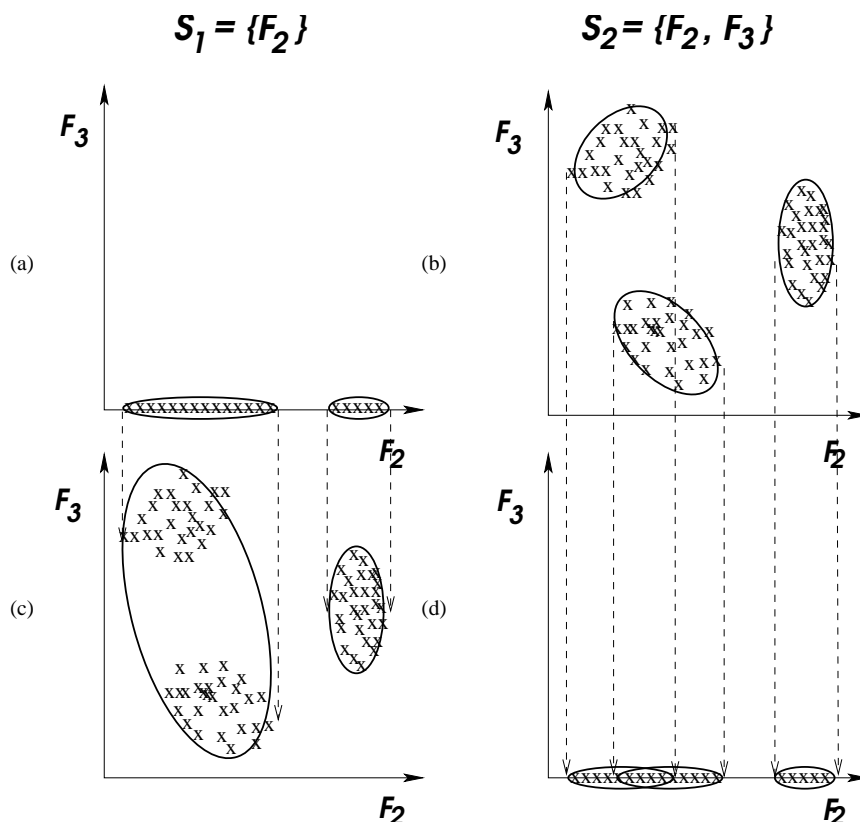 S₁ = {F₂}
S₂ = {F₂, F₃}
F₃
F₃
(a)
(b)
F₂
F₂
F₃
F₃
(c)
(d)
F₂
F₂